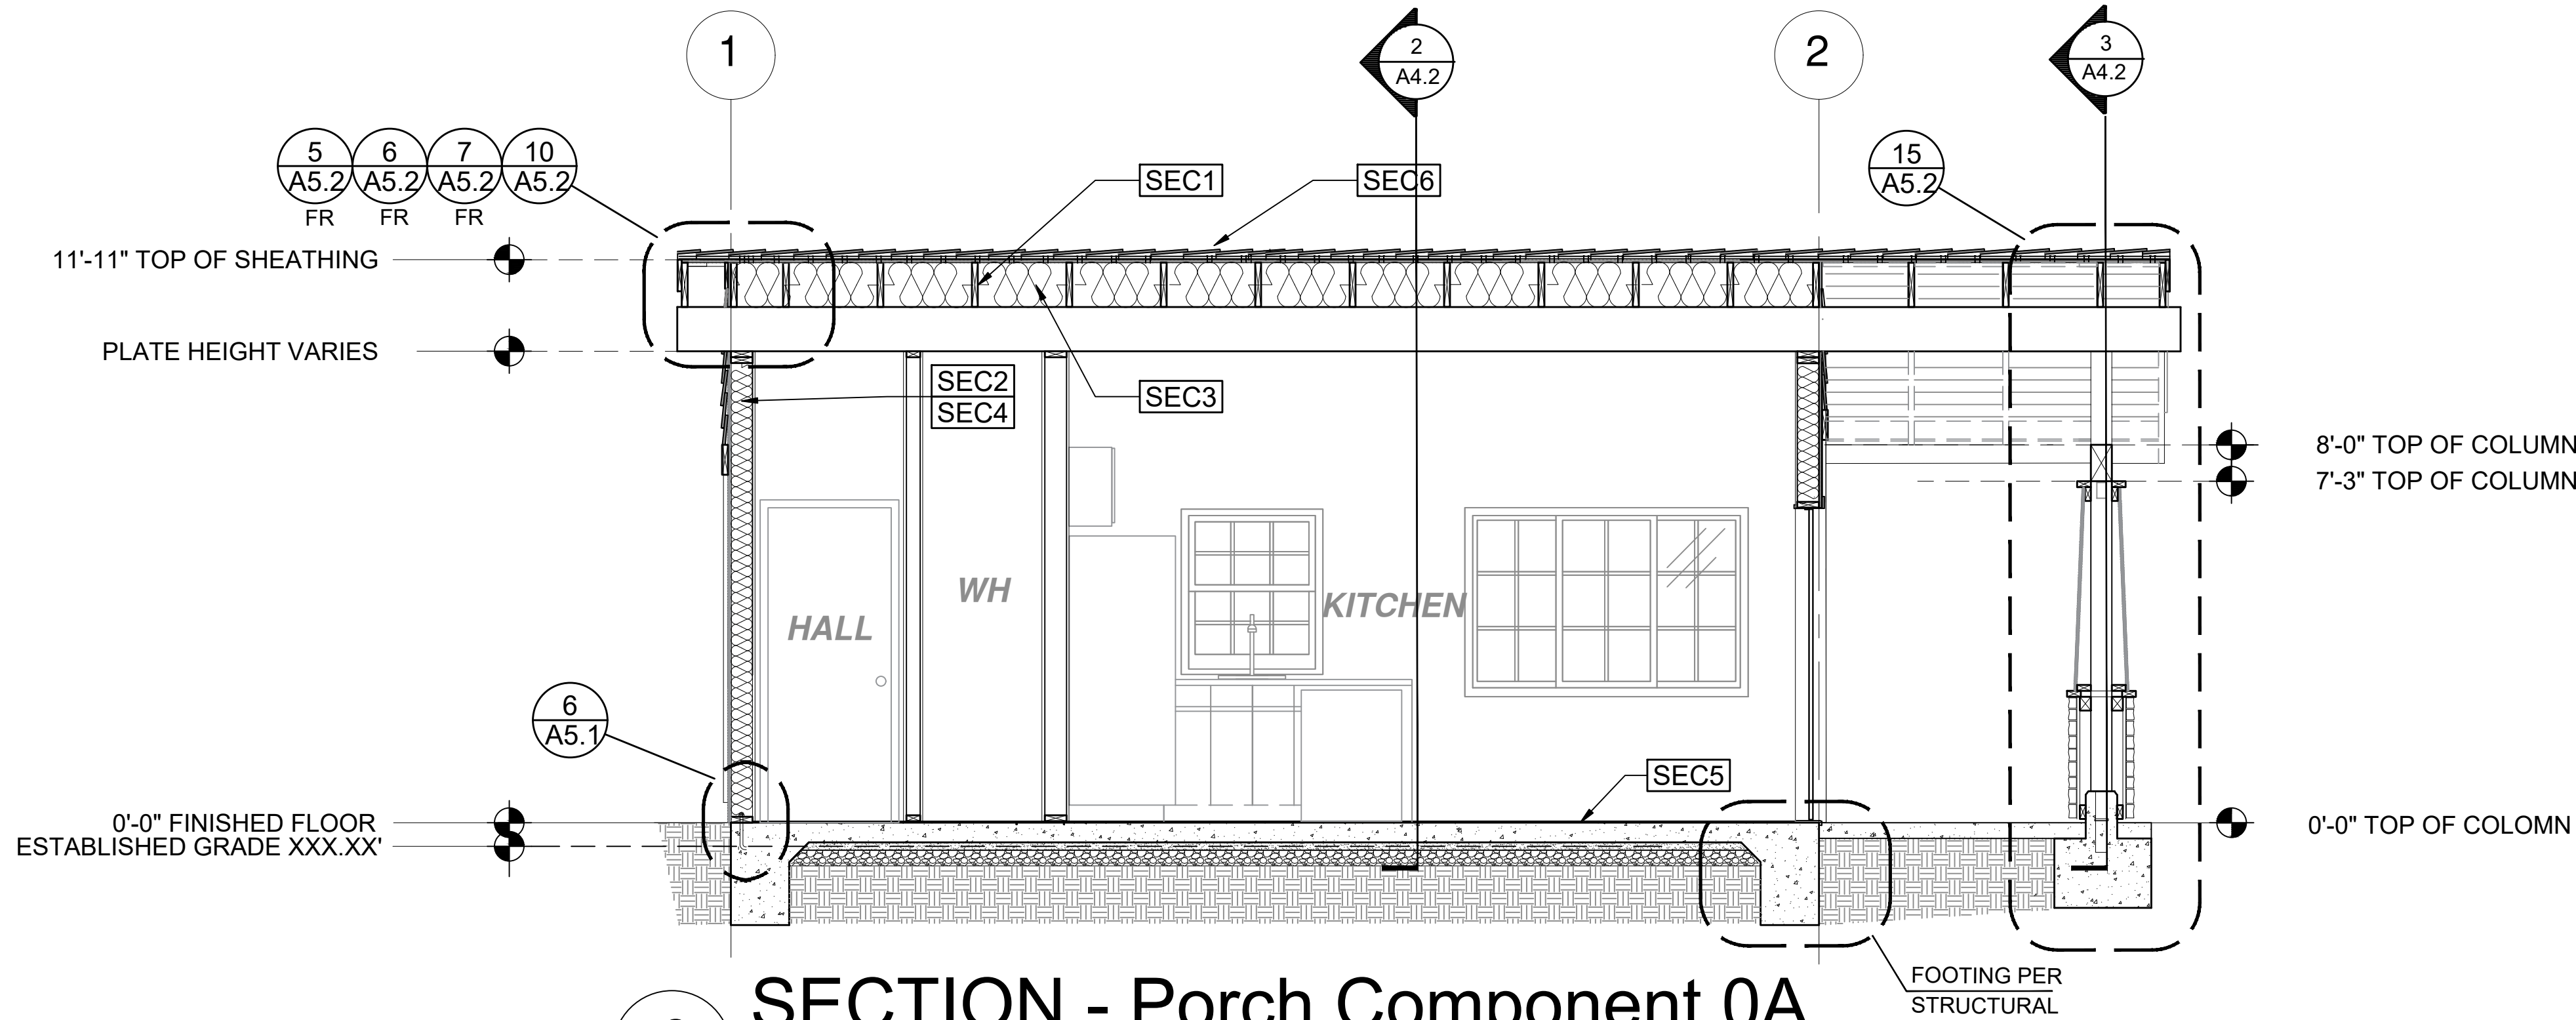 1
2
A4.2
2
3
A4.2
5
A5.2
FR
6
A5.2
FR
7
A5.2
FR
10
A5.2
15
A5.2
SEC1
SEC6
11'-11" TOP OF SHEATHING
PLATE HEIGHT VARIES
SEC2
SEC4
SEC3
8'-0" TOP OF COLUMN
7'-3" TOP OF COLUMN
HALL
WH
KITCHEN
6
A5.1
SEC5
0'-0" FINISHED FLOOR
ESTABLISHED GRADE XXX.XX'
0'-0" TOP OF COLOMN
FOOTING PER
STRUCTURAL
SECTION - Porch Component 0A